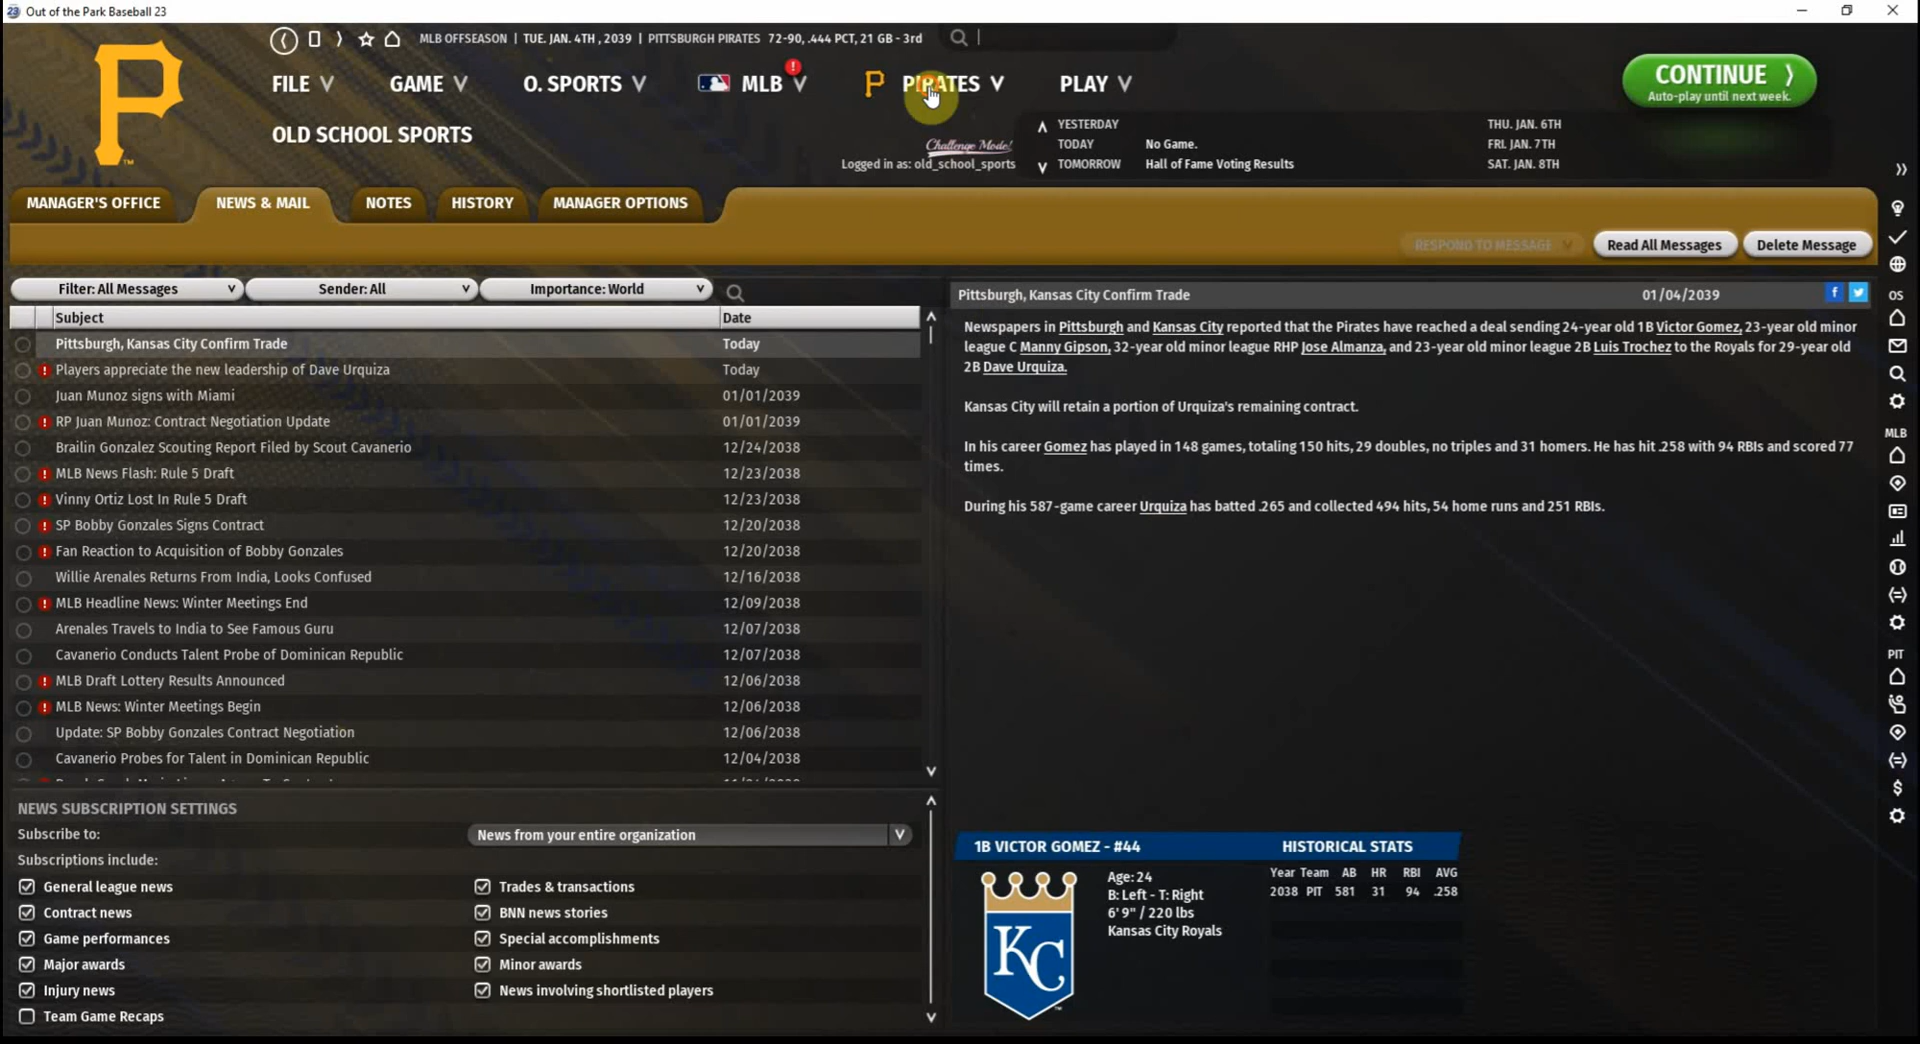 Out of the Park Baseball 23
MLB OFFSEASON | TUE. JAN. 4TH , 2039 | PITTSBURGH PIRATES 72-90, .444 PCT, 21 GB - 3rd
FILE GAME O. SPORTS MLB PIRATES PLAY
CONTINUE
Auto-play until next week.
OLD SCHOOL SPORTS
Challenge Mode!
Logged in as: old_school_sports
YESTERDAY
TODAY No Game.
TOMORROW Hall of Fame Voting Results
THU. JAN. 6TH
FRI. JAN. 7TH
SAT. JAN. 8TH
MANAGER'S OFFICE NEWS & MAIL NOTES HISTORY MANAGER OPTIONS
RESPOND TO MESSAGE Read All Messages Delete Message
Filter: All Messages Sender: All Importance: World
Subject Date
Pittsburgh, Kansas City Confirm Trade Today
Players appreciate the new leadership of Dave Urquiza Today
Juan Munoz signs with Miami 01/01/2039
RP Juan Munoz: Contract Negotiation Update 01/01/2039
Brailin Gonzalez Scouting Report Filed by Scout Cavanerio 12/24/2038
MLB News Flash: Rule 5 Draft 12/23/2038
Vinny Ortiz Lost In Rule 5 Draft 12/23/2038
SP Bobby Gonzales Signs Contract 12/20/2038
Fan Reaction to Acquisition of Bobby Gonzales 12/20/2038
Willie Arenales Returns From India, Looks Confused 12/16/2038
MLB Headline News: Winter Meetings End 12/09/2038
Arenales Travels to India to See Famous Guru 12/07/2038
Cavanerio Conducts Talent Probe of Dominican Republic 12/07/2038
MLB Draft Lottery Results Announced 12/06/2038
MLB News: Winter Meetings Begin 12/06/2038
Update: SP Bobby Gonzales Contract Negotiation 12/06/2038
Cavanerio Probes for Talent in Dominican Republic 12/04/2038
NEWS SUBSCRIPTION SETTINGS
Subscribe to: News from your entire organization
Subscriptions include:
General league news Trades & transactions
Contract news BNN news stories
Game performances Special accomplishments
Major awards Minor awards
Injury news News involving shortlisted players
Team Game Recaps
Pittsburgh, Kansas City Confirm Trade 01/04/2039
Newspapers in Pittsburgh and Kansas City reported that the Pirates have reached a deal sending 24-year old 1B Victor Gomez, 23-year old minor
league C Manny Gipson, 32-year old minor league RHP Jose Almanza, and 23-year old minor league 2B Luis Trochez to the Royals for 29-year old
2B Dave Urquiza.
Kansas City will retain a portion of Urquiza's remaining contract.
In his career Gomez has played in 148 games, totaling 150 hits, 29 doubles, no triples and 31 homers. He has hit .258 with 94 RBIs and scored 77
times.
During his 587-game career Urquiza has batted .265 and collected 494 hits, 54 home runs and 251 RBIs.
1B VICTOR GOMEZ - #44 HISTORICAL STATS
Age: 24
B: Left - T: Right
6' 9" / 220 lbs
Kansas City Royals
KC
Year Team AB HR RBI AVG
2038 PIT 581 31 94 .258
OS
MLB
PIT